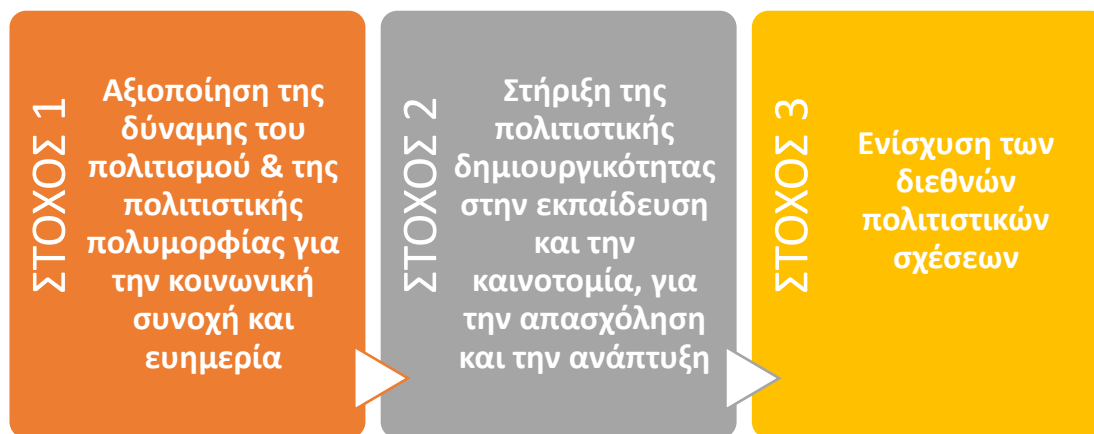 ΣΤΟΧΟΣ 1
Αξιοποίηση της
δύναμης του
πολιτισμού & της
πολιτιστικής
πολυμορφίας για
την κοινωνική
συνοχή και
ευημερία
ΣΤΟΧΟΣ 2
Στήριξη της
πολιτιστικής
δημιουργικότητας
στην εκπαίδευση
και την
καινοτομία, για
την απασχόληση
και την ανάπτυξη
ΣΤΟΧΟΣ 3
Ενίσχυση των
διεθνών
πολιτιστικών
σχέσεων